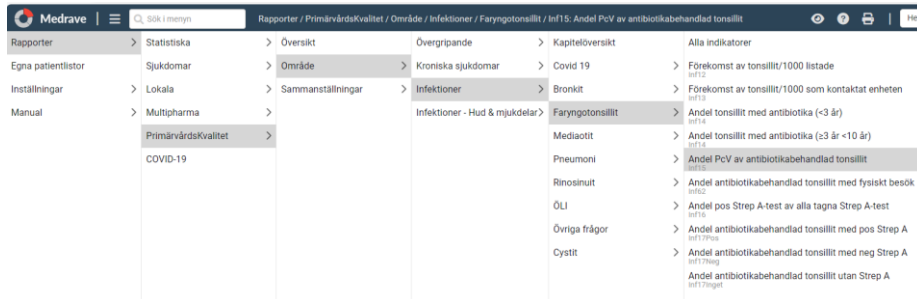 Medrave
Sök i menyn
Rapporter / PrimärvårdsKvalitet / Område / Infektioner / Faryngotonsillit / Inf15: Andel PcV av antibiotikabehandlad tonsillit
Rapporter
Egna patientlistor
Inställningar
Manual
Statistiska
Sjukdomar
Lokala
Multipharma
PrimärvårdsKvalitet
COVID-19
Översikt
Område
Sammanställningar
Övergripande
Kroniska sjukdomar
Infektioner
Infektioner - Hud & mjukdelar
Kapitelöversikt
Covid 19
Bronkit
Faryngotonsillit
Mediaotit
Pneumoni
Rinosinuit
ÖLI
Övriga frågor
Cystit
Alla indikatorer
Förekomst av tonsillit/1000 listade
Inf12
Förekomst av tonsillit/1000 som kontaktat enheten
Inf13
Andel tonsillit med antibiotika (<3 år)
Inf14
Andel tonsillit med antibiotika (≥3 år <10 år)
Inf14
Andel PcV av antibiotikabehandlad tonsillit
Inf15
Andel antibiotikabehandlad tonsillit med fysiskt besök
Inf62
Andel pos Strep A-test av alla tagna Strep A-test
Inf16
Andel antibiotikabehandlad tonsillit med pos Strep A
Inf17Pos
Andel antibiotikabehandlad tonsillit med neg Strep A
Inf17Neg
Andel antibiotikabehandlad tonsillit utan Strep A
Inf17Inget